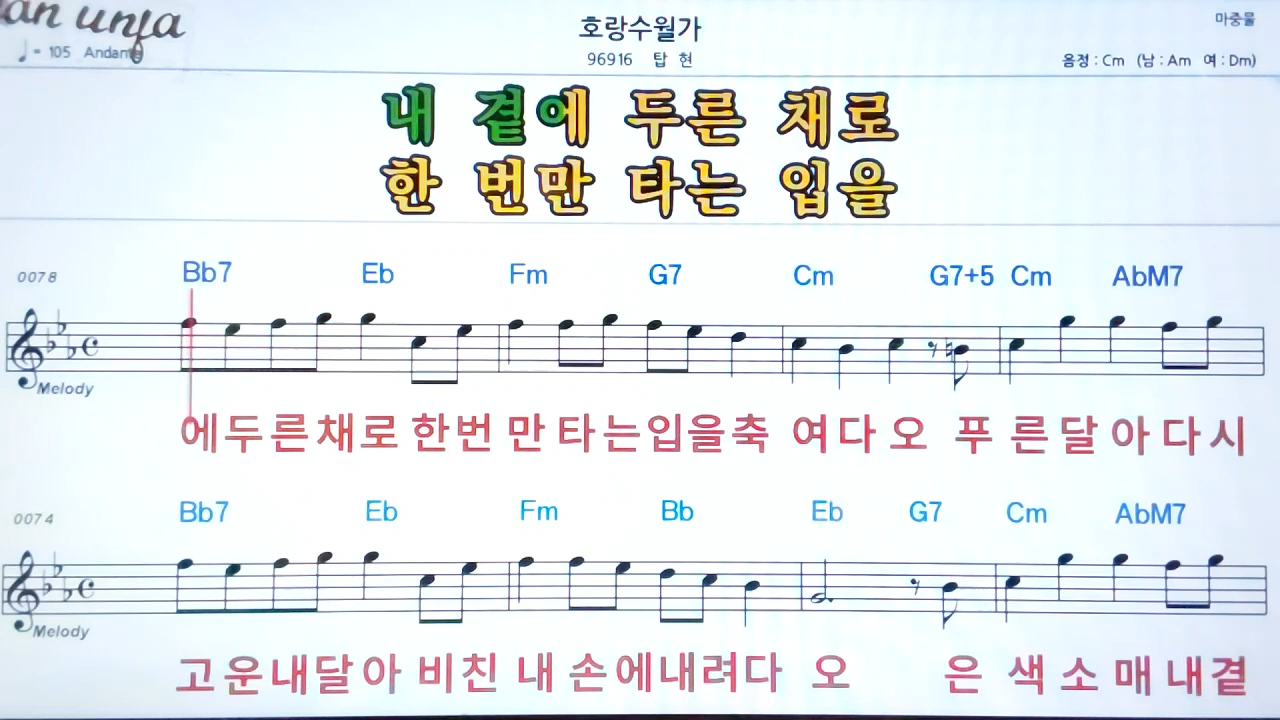 호랑수월가
마중물
♩= 105 Andante
96916 탑 현
음정 : Cm (남 : Am 여 : Dm)
내 곁에 두른 채로
한 번만 타는 입을
0078 Bb7 Eb Fm G7 Cm G7+5 Cm AbM7
Melody
에두른채로한번만타는입을축 여다오 푸른달아다시
0074 Bb7 Eb Fm Bb Eb G7 Cm AbM7
Melody
고운내달아 비친내손에내려다 오 은색소매내곁